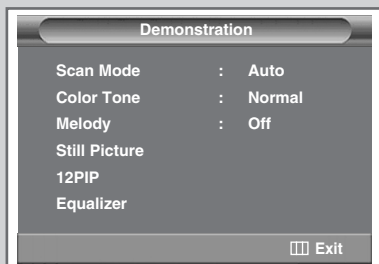 Demonstration
Scan Mode : Auto
Color Tone : Normal
Melody : Off
Still Picture
12PIP
Equalizer
Exit